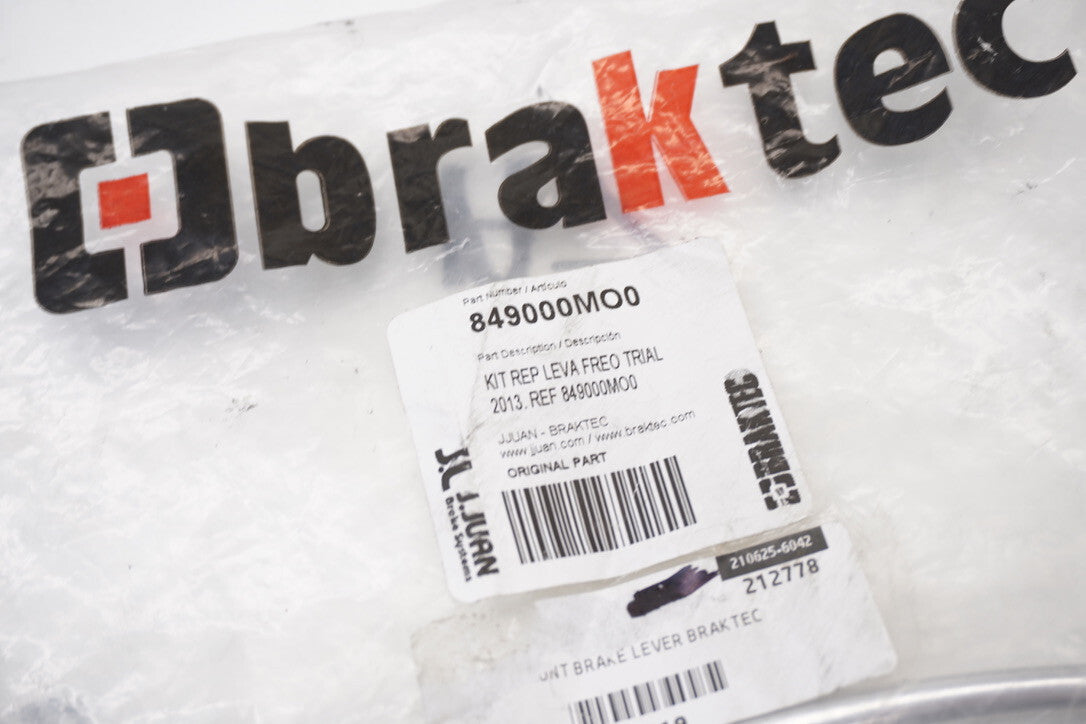 braktec
Part Number / Artículo
849000MO0
Part Description / Descripción
KIT REP LEVA FREO TRIAL
2013. REF 849000MO0
JJUAN - BRAKTEC
www.jjuan.com / www.braktec.com
ORIGINAL PART
J.JUAN
Brake Systems
BRAKTEC
210625-6042
212778
BRAKE LEVER BRAKTEC